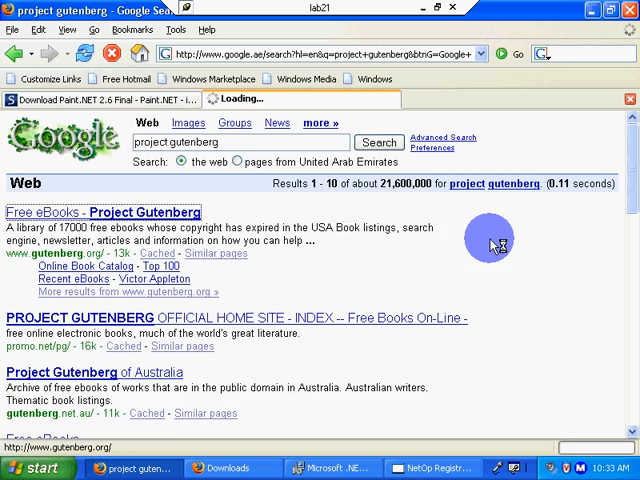 project gutenberg - Google Sea
lab21
File Edit View Go Bookmarks Tools Help
http://www.google.ae/search?hl=en&q=project+gutenberg&btnG=Google+
Go
Customize Links Free Hotmail Windows Marketplace Windows Media Windows
Download Paint.NET 2.6 Final - Paint.NET - i... Loading...
Web Images Groups News more »
Google
project gutenberg Search Advanced Search
Preferences
Search: the web pages from United Arab Emirates
Web Results 1 - 10 of about 21,600,000 for project gutenberg. (0.11 seconds)
Free eBooks - Project Gutenberg
A library of 17000 free ebooks whose copyright has expired in the USA Book listings, search
engine, newsletter, articles and information on how you can help ...
www.gutenberg.org/ - 13k - Cached - Similar pages
Online Book Catalog - Top 100
Recent eBooks - Victor Appleton
More results from www.gutenberg.org »
PROJECT GUTENBERG OFFICIAL HOME SITE - INDEX -- Free Books On-Line -
free online electronic books, much of the world's great literature.
promo.net/pg/ - 16k - Cached - Similar pages
Project Gutenberg of Australia
Archive of free ebooks of works that are in the public domain in Australia. Australian writers.
Thematic book listings.
gutenberg.net.au/ - 11k - Cached - Similar pages
http://www.gutenberg.org/
start project guten... Downloads Microsoft .NE... NetOp Registr... 10:33 AM